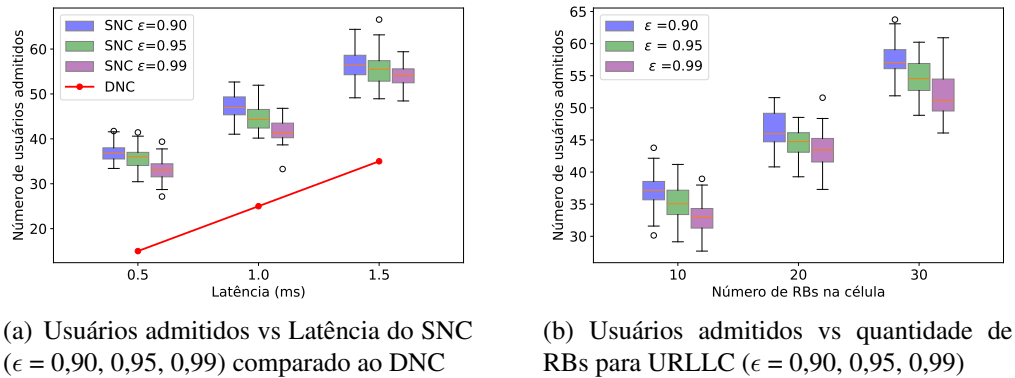 SNC ε=0.90
SNC ε=0.95
SNC ε=0.99
DNC
Número de usuários admitidos
60
50
40
30
20
0.5
1.0
1.5
Latência (ms)
ε =0.90
ε = 0.95
ε =0.99
Número de usuários admitidos
65
60
55
50
45
40
35
30
10
20
30
Número de RBs na célula
(a) Usuários admitidos vs Latência do SNC
(ϵ = 0,90, 0,95, 0,99) comparado ao DNC
(b) Usuários admitidos vs quantidade de
RBs para URLLC (ϵ = 0,90, 0,95, 0,99)